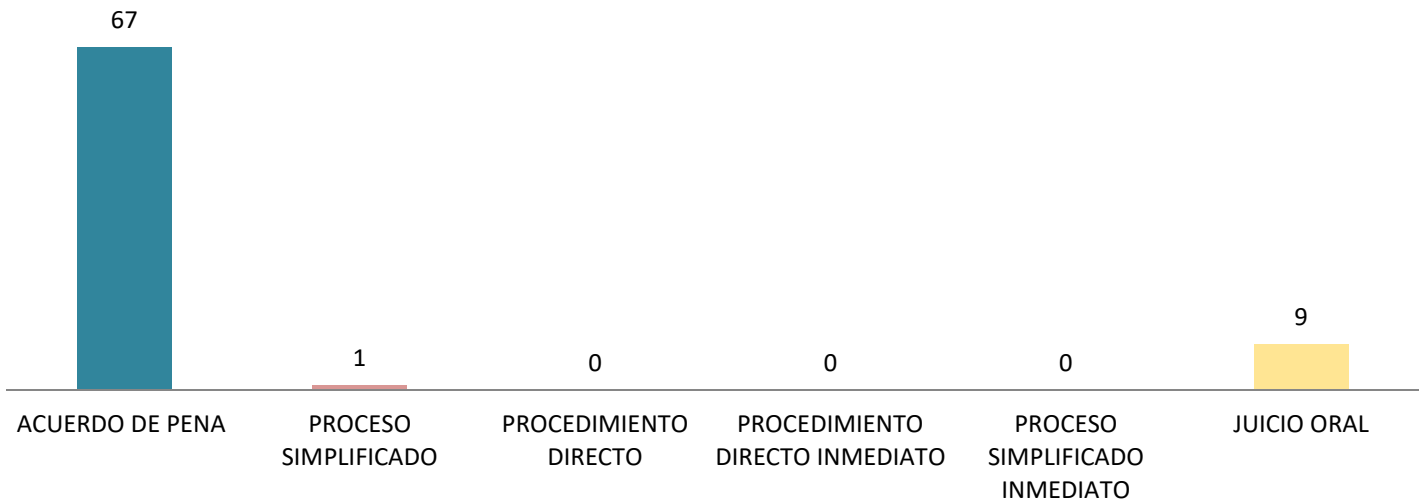 67
1
0
0
0
9
ACUERDO DE PENA
PROCESO
SIMPLIFICADO
PROCEDIMIENTO
DIRECTO
PROCEDIMIENTO
DIRECTO INMEDIATO
PROCESO
SIMPLIFICADO
INMEDIATO
JUICIO ORAL